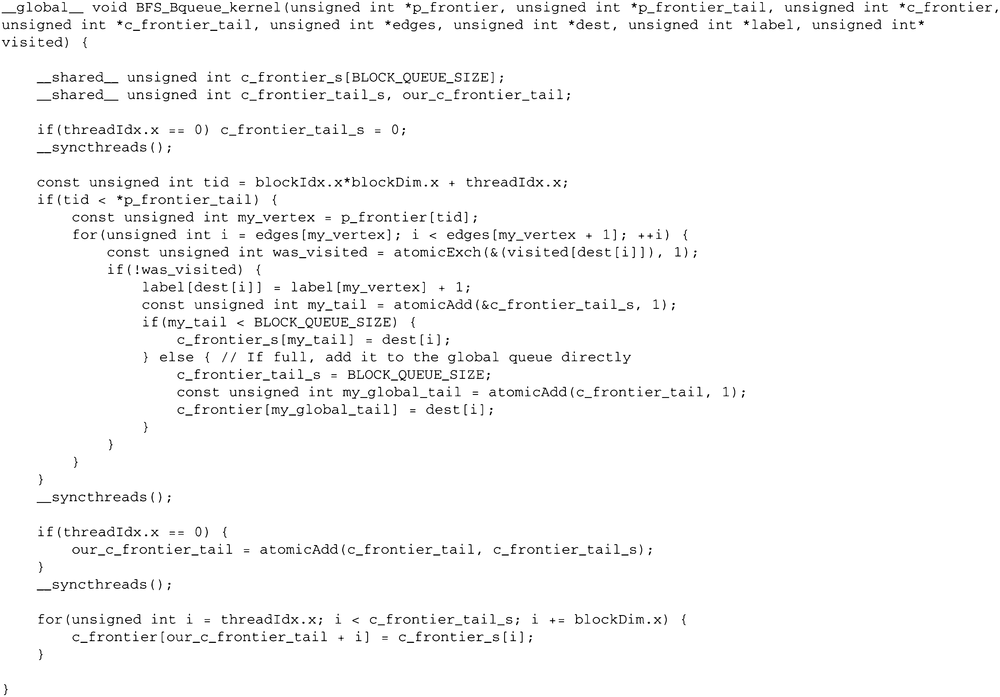 __global__ void BFS_Bqueue_kernel(unsigned int *p_frontier, unsigned int *p_frontier_tail, unsigned int *c_frontier,
unsigned int *c_frontier_tail, unsigned int *edges, unsigned int *dest, unsigned int *label, unsigned int*
visited) {
__shared__ unsigned int c_frontier_s[BLOCK_QUEUE_SIZE];
__shared__ unsigned int c_frontier_tail_s, our_c_frontier_tail;
if(threadIdx.x == 0) c_frontier_tail_s = 0;
__syncthreads();
const unsigned int tid = blockIdx.x*blockDim.x + threadIdx.x;
if(tid < *p_frontier_tail) {
const unsigned int my_vertex = p_frontier[tid];
for(unsigned int i = edges[my_vertex]; i < edges[my_vertex + 1]; ++i) {
const unsigned int was_visited = atomicExch(&(visited[dest[i]]), 1);
if(!was_visited) {
label[dest[i]] = label[my_vertex] + 1;
const unsigned int my_tail = atomicAdd(&c_frontier_tail_s, 1);
if(my_tail < BLOCK_QUEUE_SIZE) {
c_frontier_s[my_tail] = dest[i];
} else { // If full, add it to the global queue directly
c_frontier_tail_s = BLOCK_QUEUE_SIZE;
const unsigned int my_global_tail = atomicAdd(c_frontier_tail, 1);
c_frontier[my_global_tail] = dest[i];
}
}
}
}
__syncthreads();
if(threadIdx.x == 0) {
our_c_frontier_tail = atomicAdd(c_frontier_tail, c_frontier_tail_s);
}
__syncthreads();
for(unsigned int i = threadIdx.x; i < c_frontier_tail_s; i += blockDim.x) {
c_frontier[our_c_frontier_tail + i] = c_frontier_s[i];
}
}